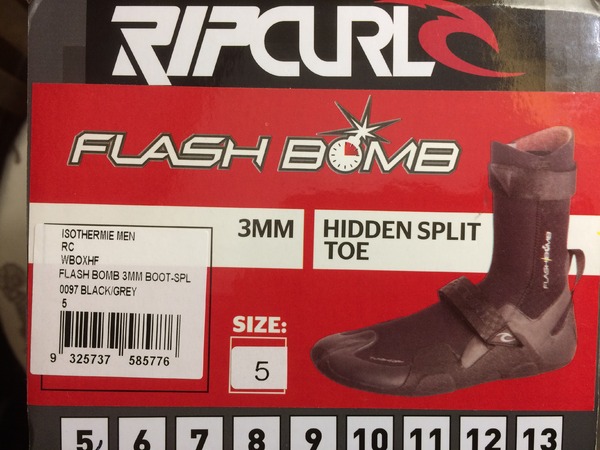 RIPCURL
FLASH BOMB
3MM
HIDDEN SPLIT
TOE
ISOTHERMIE MEN
RC
WBOXHF
FLASH BOMB 3MM BOOT-SPL
0097 BLACK/GREY
5
9 325737 585776
SIZE:
5
FLASH BOMB
5 6 7 8 9 10 11 12 13